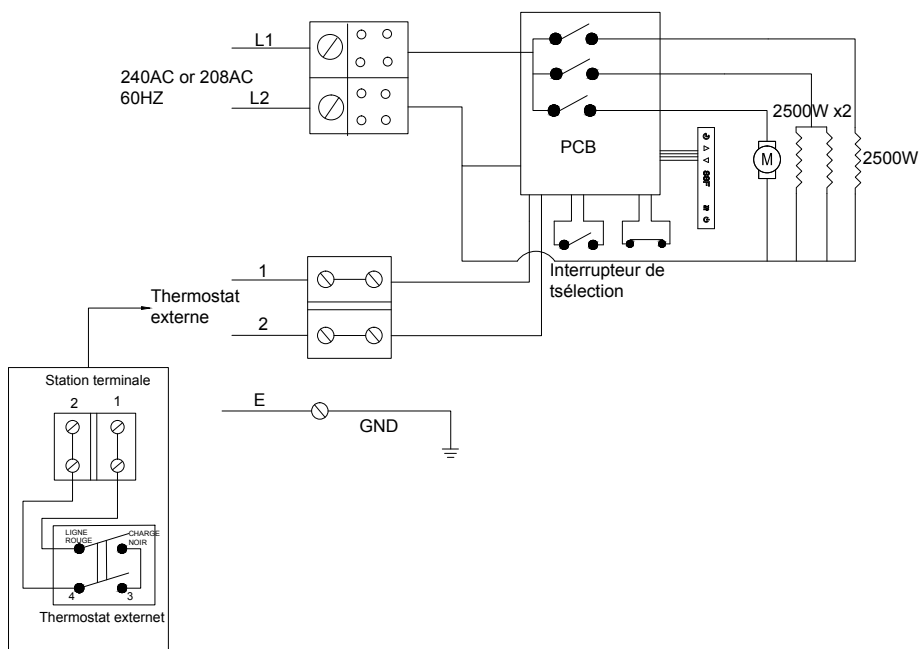 L1
240AC or 208AC
60HZ
L2
PCB
2500W x2
M
2500W
88F
1
Thermostat
externe
2
Interrupteur de
tsélection
Station terminale
2 1
E
GND
LIGNE
ROUGE
CHARGE
NOIR
4 3
Thermostat externet